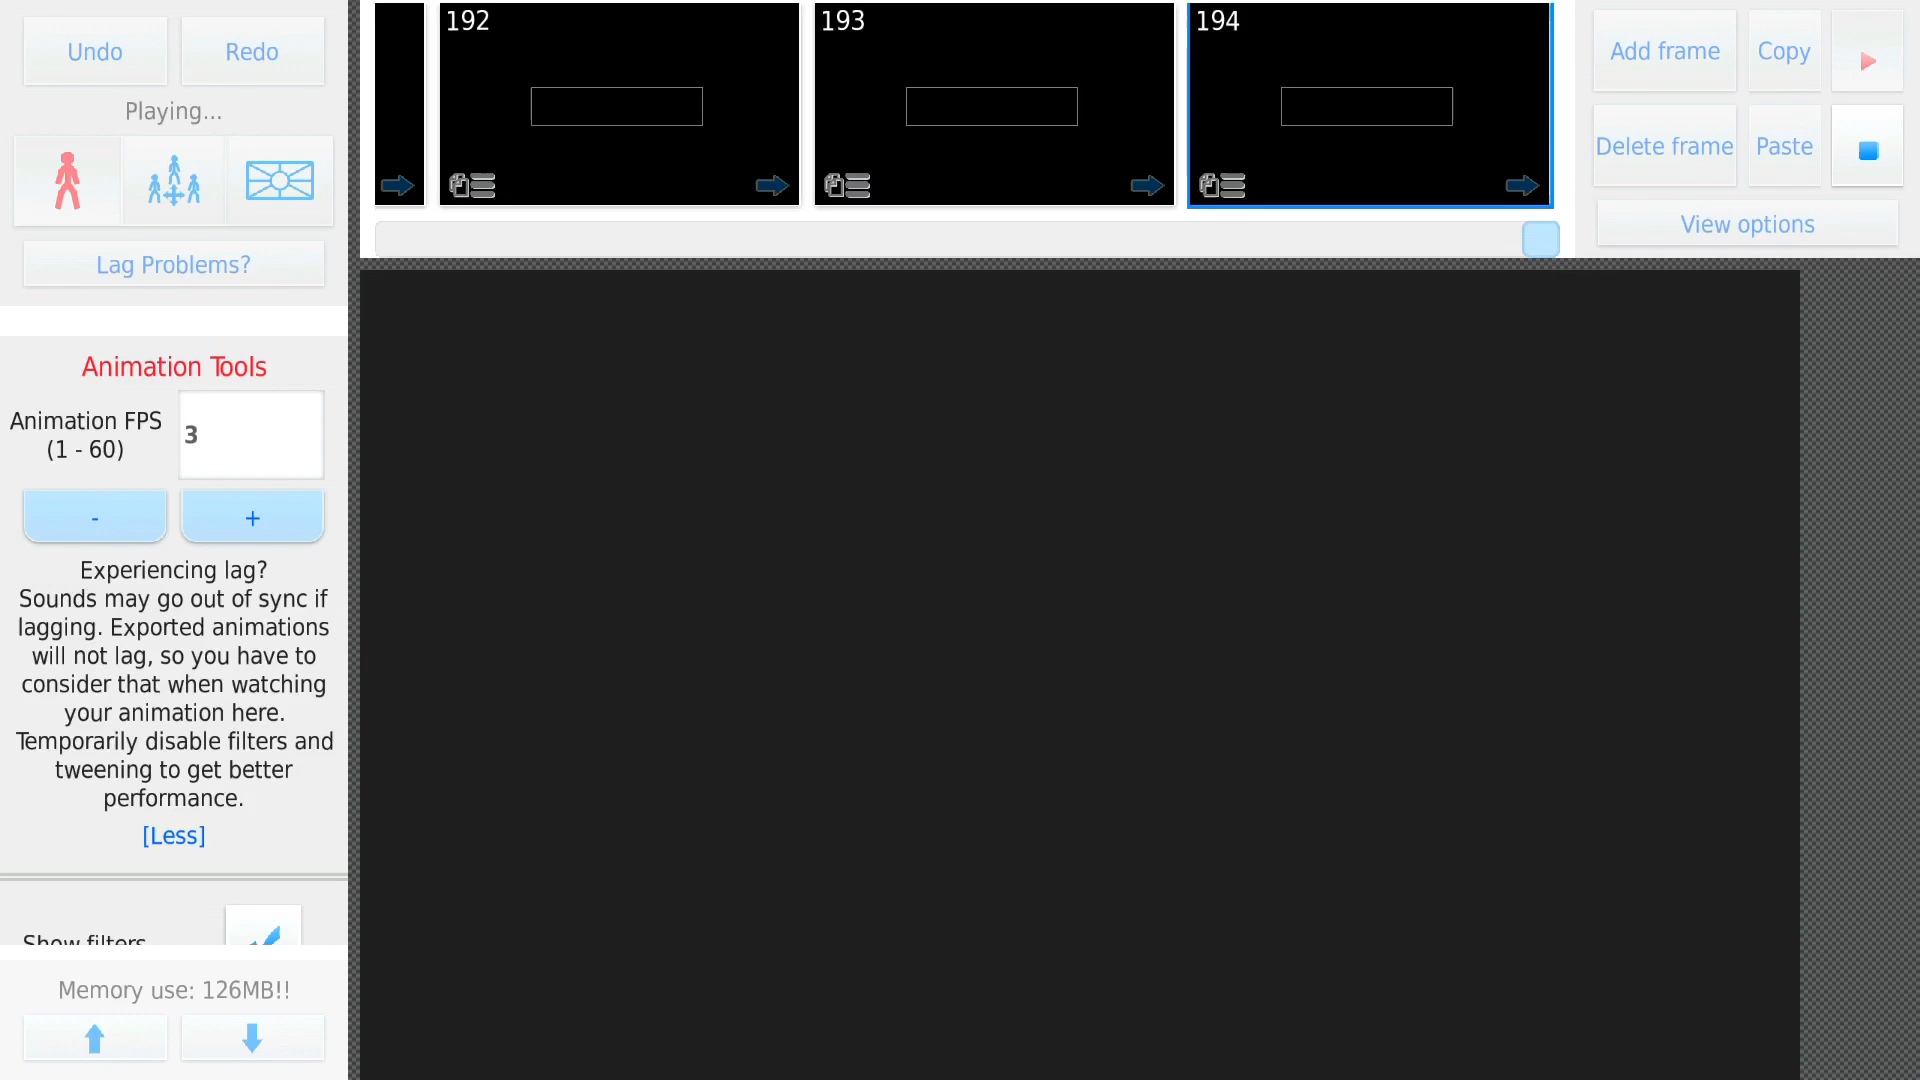 Undo Redo
Playing...
Lag Problems?
Animation Tools
Animation FPS
(1 - 60)
3
- +
Experiencing lag?
Sounds may go out of sync if
lagging. Exported animations
will not lag, so you have to
consider that when watching
your animation here.
Temporarily disable filters and
tweening to get better
performance.
[Less]
Show filters
Memory use: 126MB!!
192 193 194
Add frame Copy
Delete frame Paste
View options